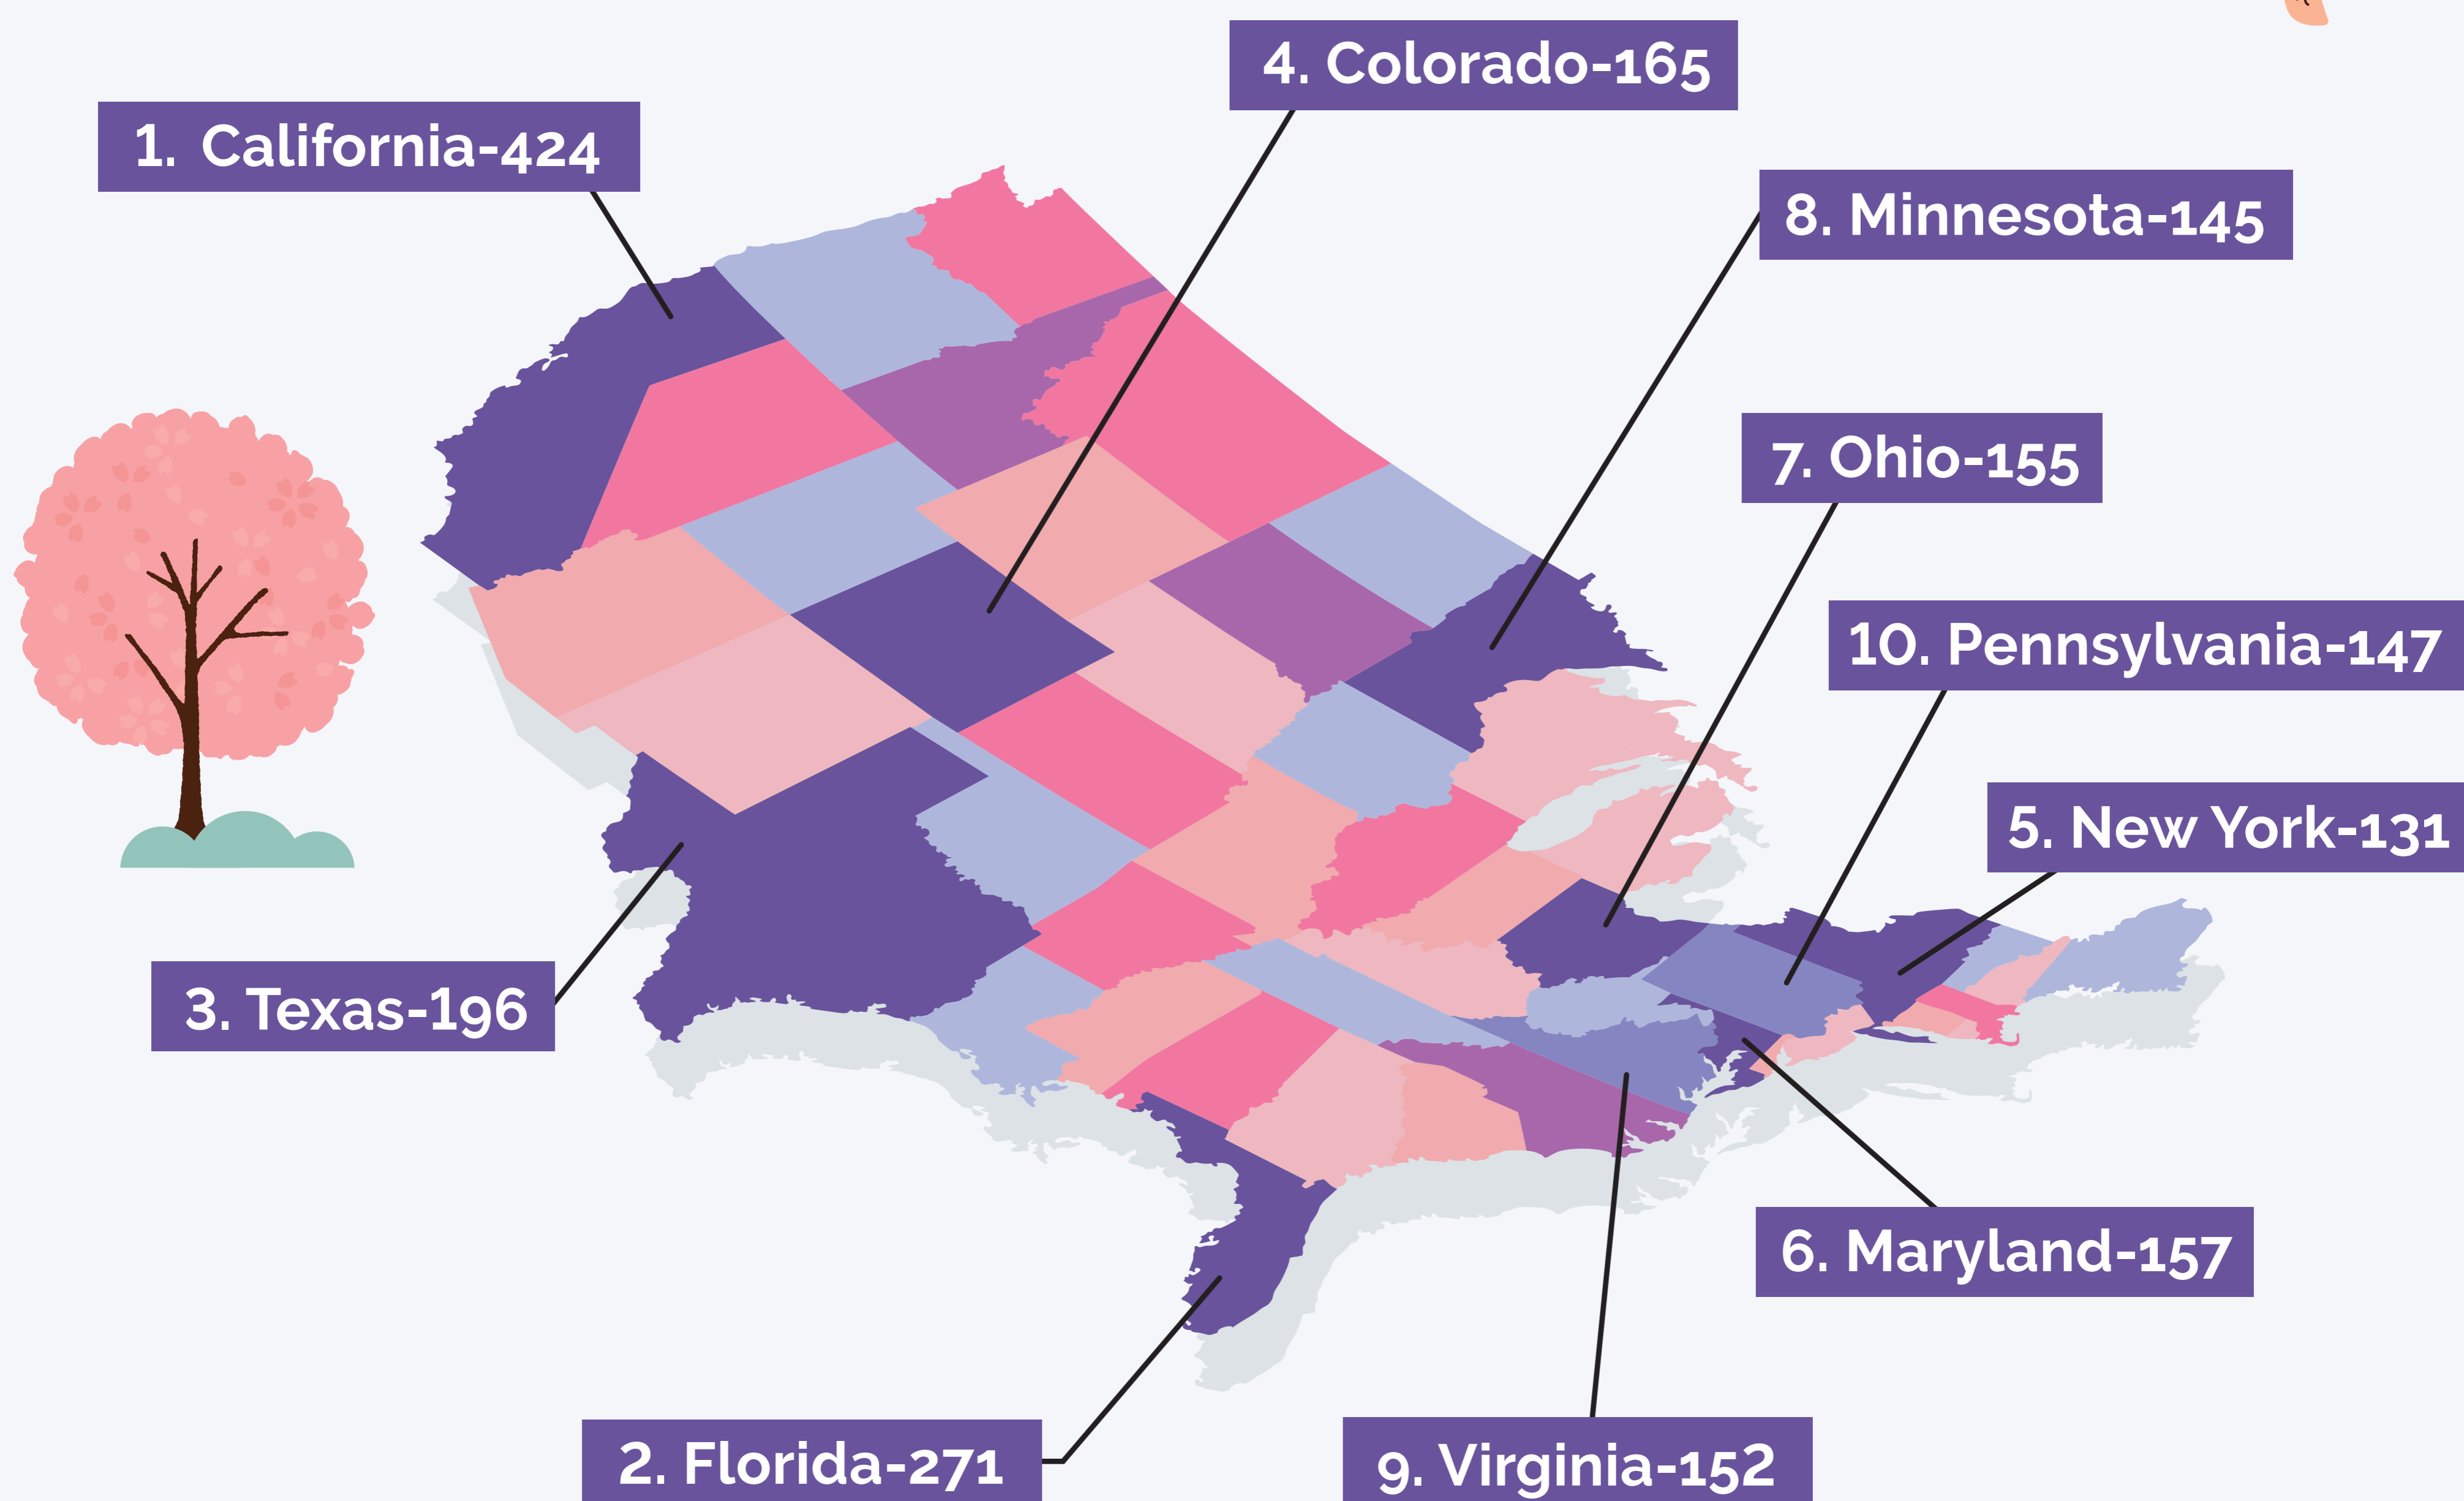 4. Colorado-165
1. California-424
8. Minnesota-145
7. Ohio-155
10. Pennsylvania-147
5. New York-131
3. Texas-196
6. Maryland-157
2. Florida-271
9. Virginia-152